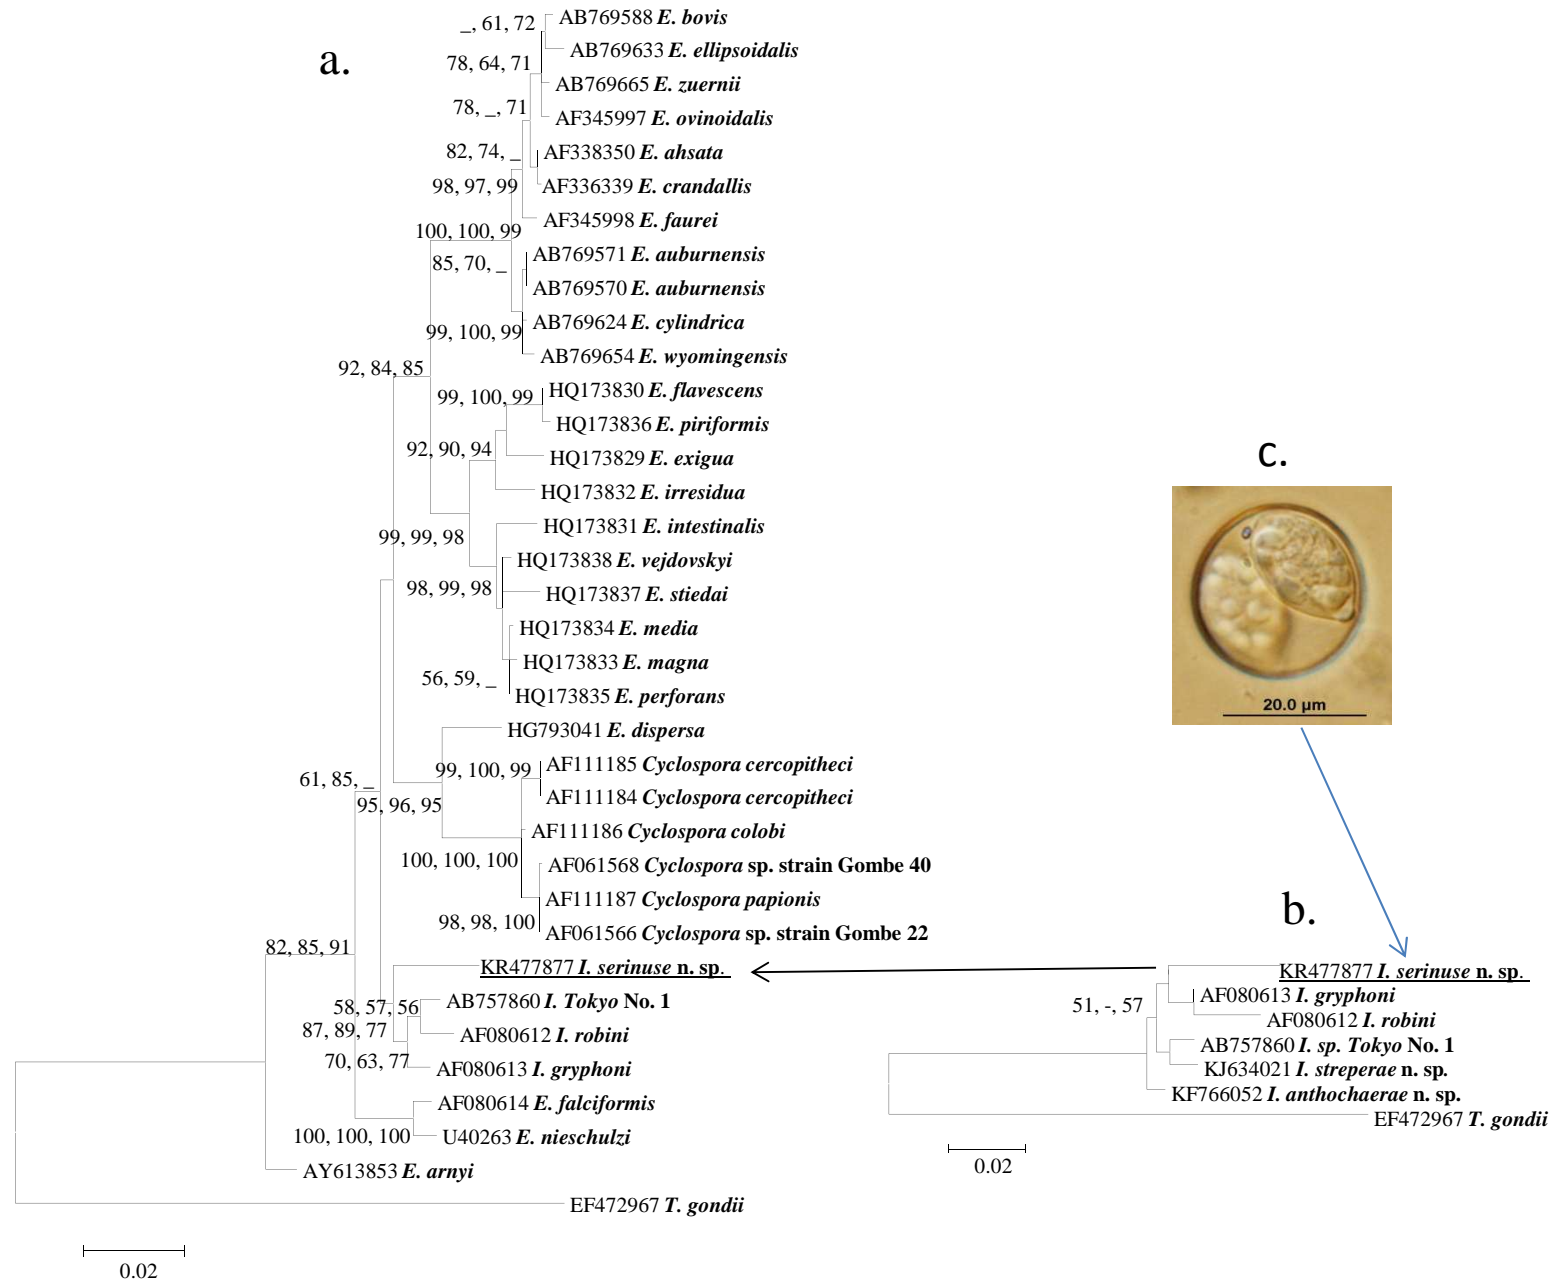 a.
_, 61, 72
AB769588 E. bovis
AB769633 E. ellipsoidalis
78, 64, 71
AB769665 E. zuernii
78, _, 71
AF345997 E. ovinoidalis
82, 74, _
AF338350 E. ahsata
98, 97, 99
AF336339 E. crandallis
AF345998 E. faurei
100, 100, 99
AB769571 E. auburnensis
85, 70, _
AB769570 E. auburnensis
AB769624 E. cylindrica
99, 100, 99
AB769654 E. wyomingensis
92, 84, 85
HQ173830 E. flavescens
99, 100, 99
HQ173836 E. piriformis
92, 90, 94
HQ173829 E. exigua
HQ173832 E. irresidua
HQ173831 E. intestinalis
99, 99, 98
HQ173838 E. vejdovskyi
98, 99, 98
HQ173837 E. stiedai
HQ173834 E. media
HQ173833 E. magna
56, 59, _
HQ173835 E. perforans
HG793041 E. dispersa
99, 100, 99
AF111185 Cyclospora cercopitheci
61, 85, _
95, 96, 95
AF111184 Cyclospora cercopitheci
AF111186 Cyclospora colobi
100, 100, 100
AF061568 Cyclospora sp. strain Gombe 40
AF111187 Cyclospora papionis
98, 98, 100
AF061566 Cyclospora sp. strain Gombe 22
82, 85, 91
KR477877 I. serinuse n. sp.
58, 57, 56
AB757860 I. Tokyo No. 1
87, 89, 77
AF080612 I. robini
70, 63, 77
AF080613 I. gryphoni
AF080614 E. falciformis
100, 100, 100
U40263 E. nieschulzi
AY613853 E. arnyi
EF472967 T. gondii
0.02
c.
20.0 µm
b.
KR477877 I. serinuse n. sp.
51, -, 57
AF080613 I. gryphoni
AF080612 I. robini
AB757860 I. sp. Tokyo No. 1
KJ634021 I. streperae n. sp.
KF766052 I. anthochaerae n. sp.
EF472967 T. gondii
0.02